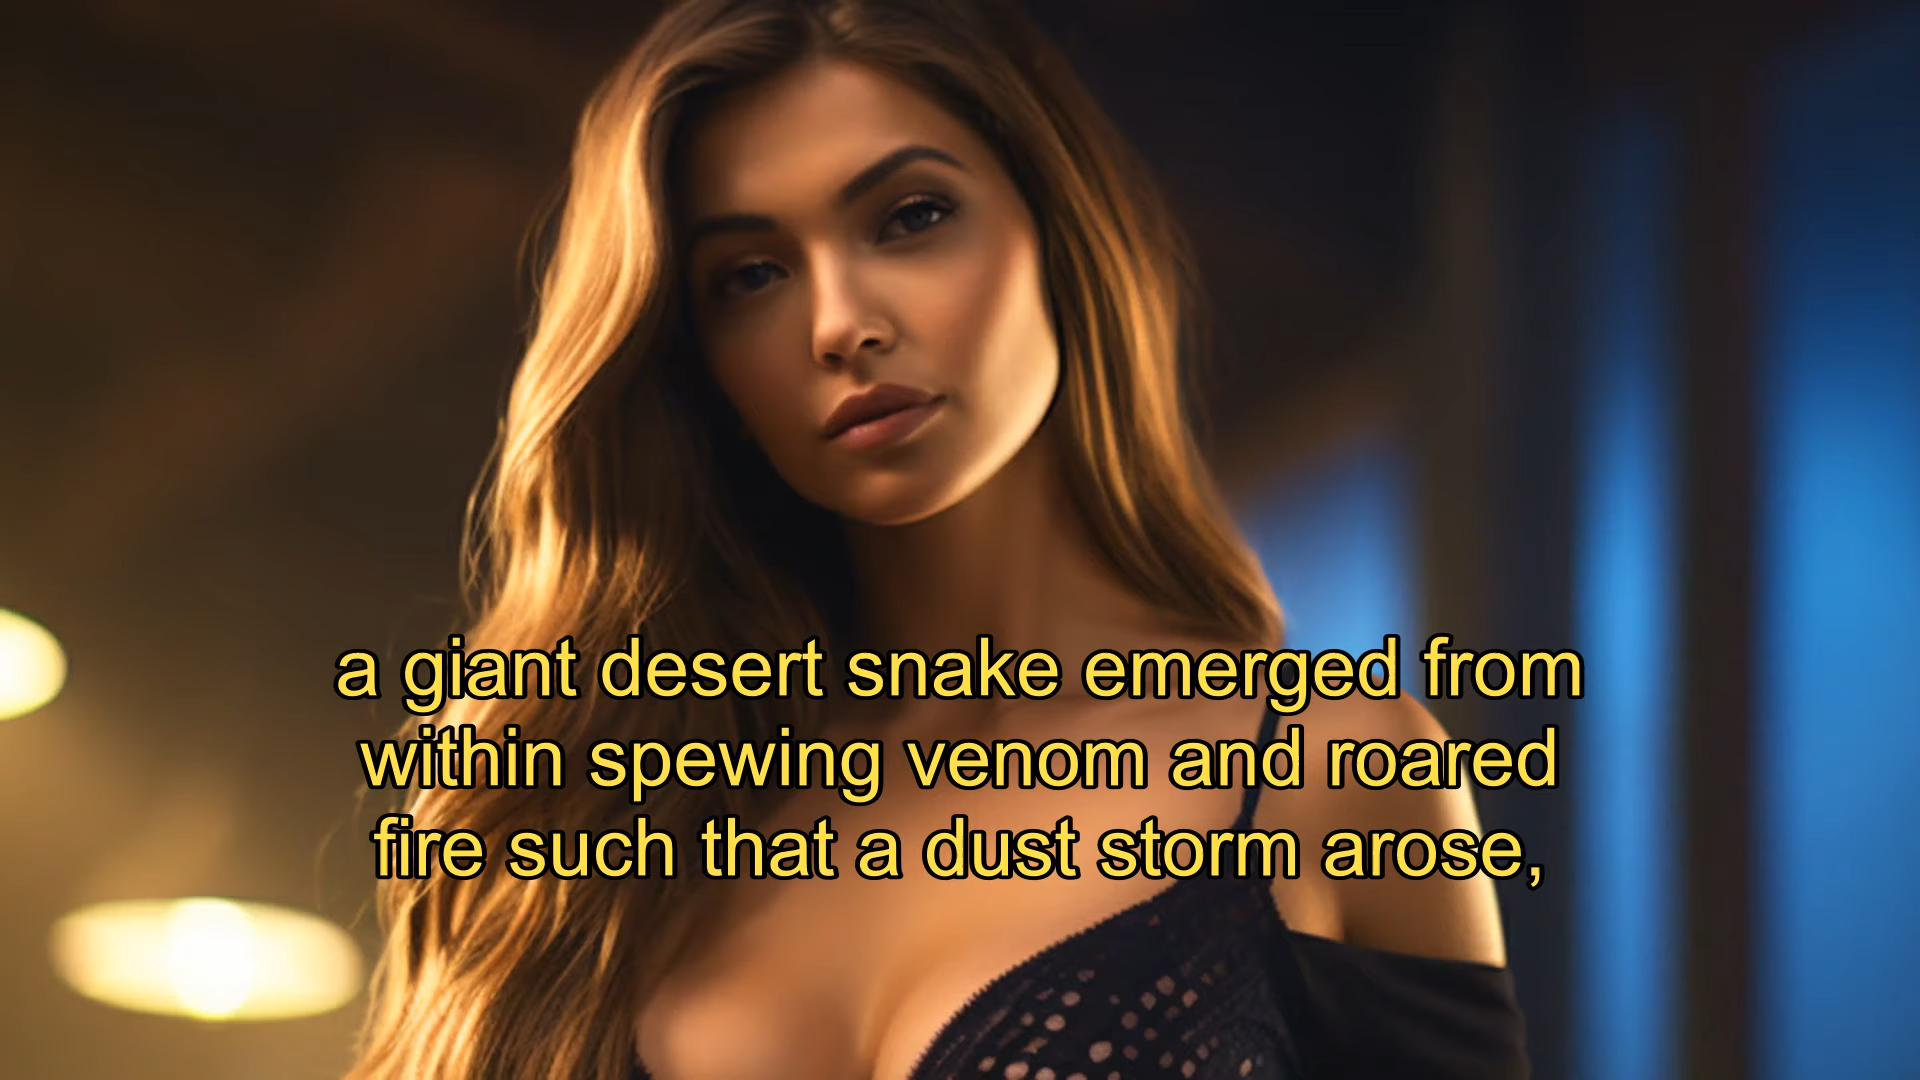 a giant desert snake emerged from
within spewing venom and roared
fire such that a dust storm arose,